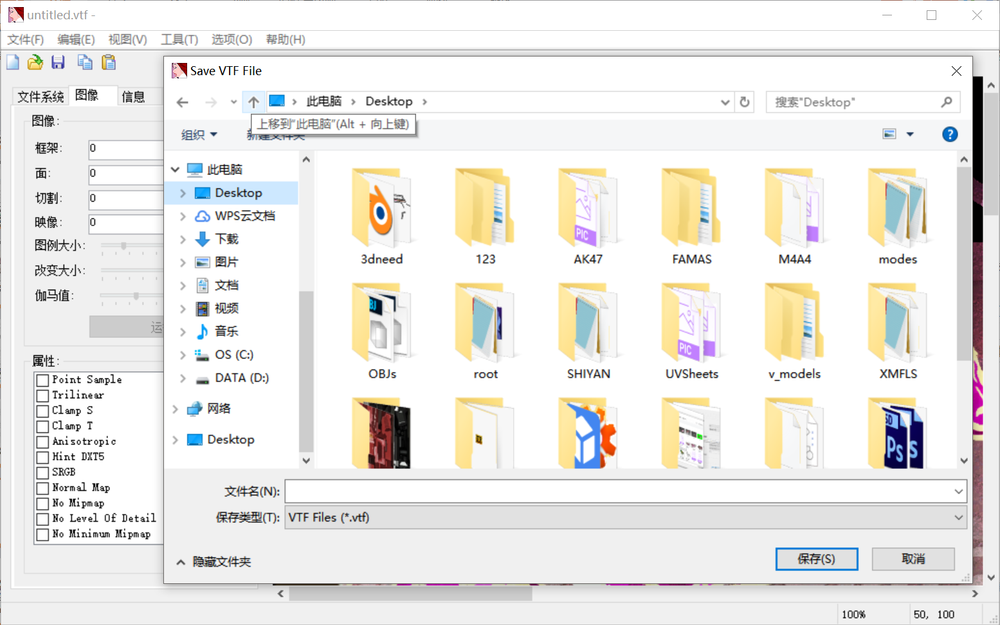 untitled.vtf -
文件(F) 编辑(E) 视图(V) 工具(T) 选项(O) 帮助(H)
文件系统 图像 信息
图像:
框架: 0
面: 0
切割: 0
映像: 0
图例大小:
改变大小:
伽马值:
运
属性:
Point Sample
Trilinear
Clamp S
Clamp T
Anisotropic
Hint DXT5
SRGB
Normal Map
No Mipmap
No Level Of Detail
No Minimum Mipmap
Save VTF File
此电脑 Desktop
搜索"Desktop"
上移到"此电脑"(Alt + 向上键)
组织 新建文件夹
此电脑
Desktop
WPS云文档
下载
图片
文档
视频
音乐
OS (C:)
DATA (D:)
网络
Desktop
3dneed 123 AK47 FAMAS M4A4 modes
PIC
OBJs root SHIYAN UVSheets v_models XMFLS
BJ
PIC
SD
Ps S
文件名(N):
保存类型(T): VTF Files (*.vtf)
隐藏文件夹
保存(S) 取消
100% 50, 100